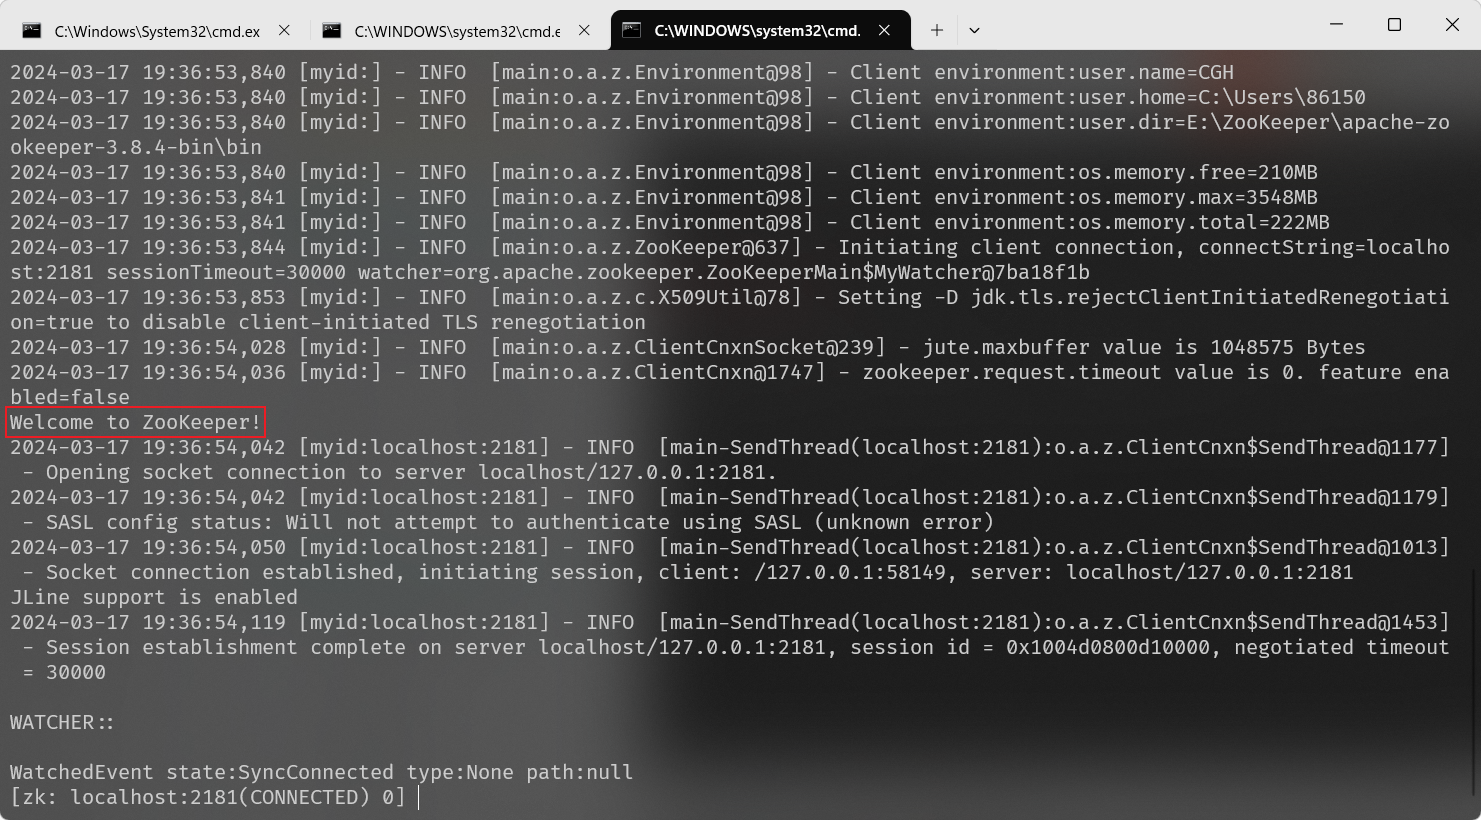 C:\Windows\System32\cmd.ex
C:\WINDOWS\system32\cmd.e
C:\WINDOWS\system32\cmd.
2024-03-17 19:36:53,840 [myid:] - INFO  [main:o.a.z.Environment@98] - Client environment:user.name=CGH
2024-03-17 19:36:53,840 [myid:] - INFO  [main:o.a.z.Environment@98] - Client environment:user.home=C:\Users\86150
2024-03-17 19:36:53,840 [myid:] - INFO  [main:o.a.z.Environment@98] - Client environment:user.dir=E:\ZooKeeper\apache-zo
okeeper-3.8.4-bin\bin
2024-03-17 19:36:53,840 [myid:] - INFO  [main:o.a.z.Environment@98] - Client environment:os.memory.free=210MB
2024-03-17 19:36:53,841 [myid:] - INFO  [main:o.a.z.Environment@98] - Client environment:os.memory.max=3548MB
2024-03-17 19:36:53,841 [myid:] - INFO  [main:o.a.z.Environment@98] - Client environment:os.memory.total=222MB
2024-03-17 19:36:53,844 [myid:] - INFO  [main:o.a.z.ZooKeeper@637] - Initiating client connection, connectString=localho
st:2181 sessionTimeout=30000 watcher=org.apache.zookeeper.ZooKeeperMain$MyWatcher@7ba18f1b
2024-03-17 19:36:53,853 [myid:] - INFO  [main:o.a.z.c.X509Util@78] - Setting -D jdk.tls.rejectClientInitiatedRenegotiati
on=true to disable client-initiated TLS renegotiation
2024-03-17 19:36:54,028 [myid:] - INFO  [main:o.a.z.ClientCnxnSocket@239] - jute.maxbuffer value is 1048575 Bytes
2024-03-17 19:36:54,036 [myid:] - INFO  [main:o.a.z.ClientCnxn@1747] - zookeeper.request.timeout value is 0. feature ena
bled=false
Welcome to ZooKeeper!
2024-03-17 19:36:54,042 [myid:localhost:2181] - INFO  [main-SendThread(localhost:2181):o.a.z.ClientCnxn$SendThread@1177]
 - Opening socket connection to server localhost/127.0.0.1:2181.
2024-03-17 19:36:54,042 [myid:localhost:2181] - INFO  [main-SendThread(localhost:2181):o.a.z.ClientCnxn$SendThread@1179]
 - SASL config status: Will not attempt to authenticate using SASL (unknown error)
2024-03-17 19:36:54,050 [myid:localhost:2181] - INFO  [main-SendThread(localhost:2181):o.a.z.ClientCnxn$SendThread@1013]
 - Socket connection established, initiating session, client: /127.0.0.1:58149, server: localhost/127.0.0.1:2181
JLine support is enabled
2024-03-17 19:36:54,119 [myid:localhost:2181] - INFO  [main-SendThread(localhost:2181):o.a.z.ClientCnxn$SendThread@1453]
 - Session establishment complete on server localhost/127.0.0.1:2181, session id = 0x1004d0800d10000, negotiated timeout
 = 30000
WATCHER::
WatchedEvent state:SyncConnected type:None path:null
[zk: localhost:2181(CONNECTED) 0]